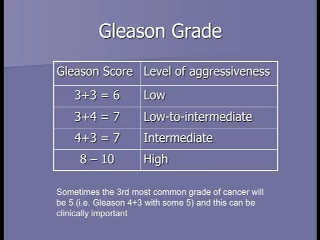 Gleason Grade
Gleason Score Level of aggressiveness
3+3 = 6 Low
3+4 = 7 Low-to-intermediate
4+3 = 7 Intermediate
8 – 10 High
Sometimes the 3rd most common grade of cancer will
be 5 (i.e. Gleason 4+3 with some 5) and this can be
clinically important